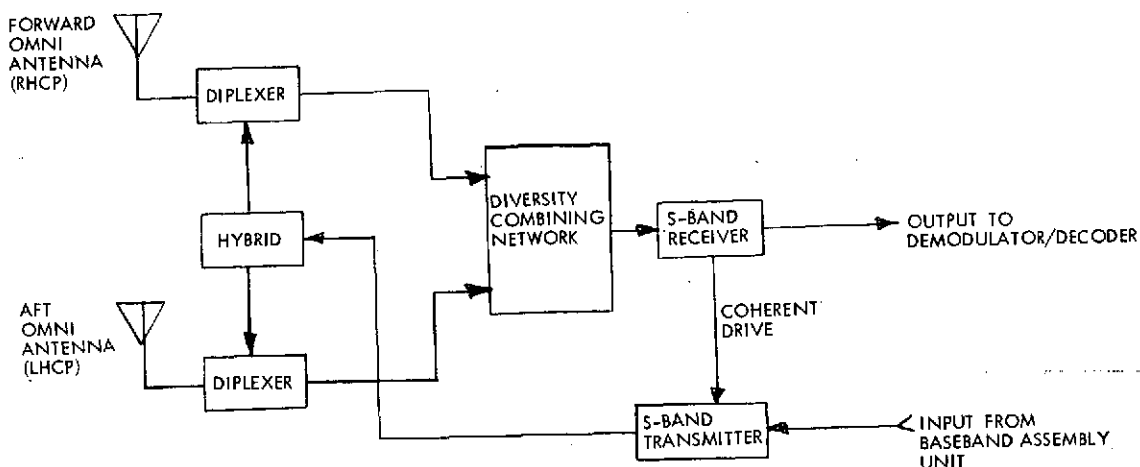 FORWARD
OMNI
ANTENNA
(RHCP)
DIPLEXER
HYBRID
AFT
OMNI
ANTENNA
(LHCP)
DIPLEXER
DIVERSITY
COMBINING
NETWORK
S-BAND
RECEIVER
OUTPUT TO
DEMODULATOR/DECODER
COHERENT
DRIVE
S-BAND
TRANSMITTER
INPUT FROM
BASEBAND ASSEMBLY
UNIT